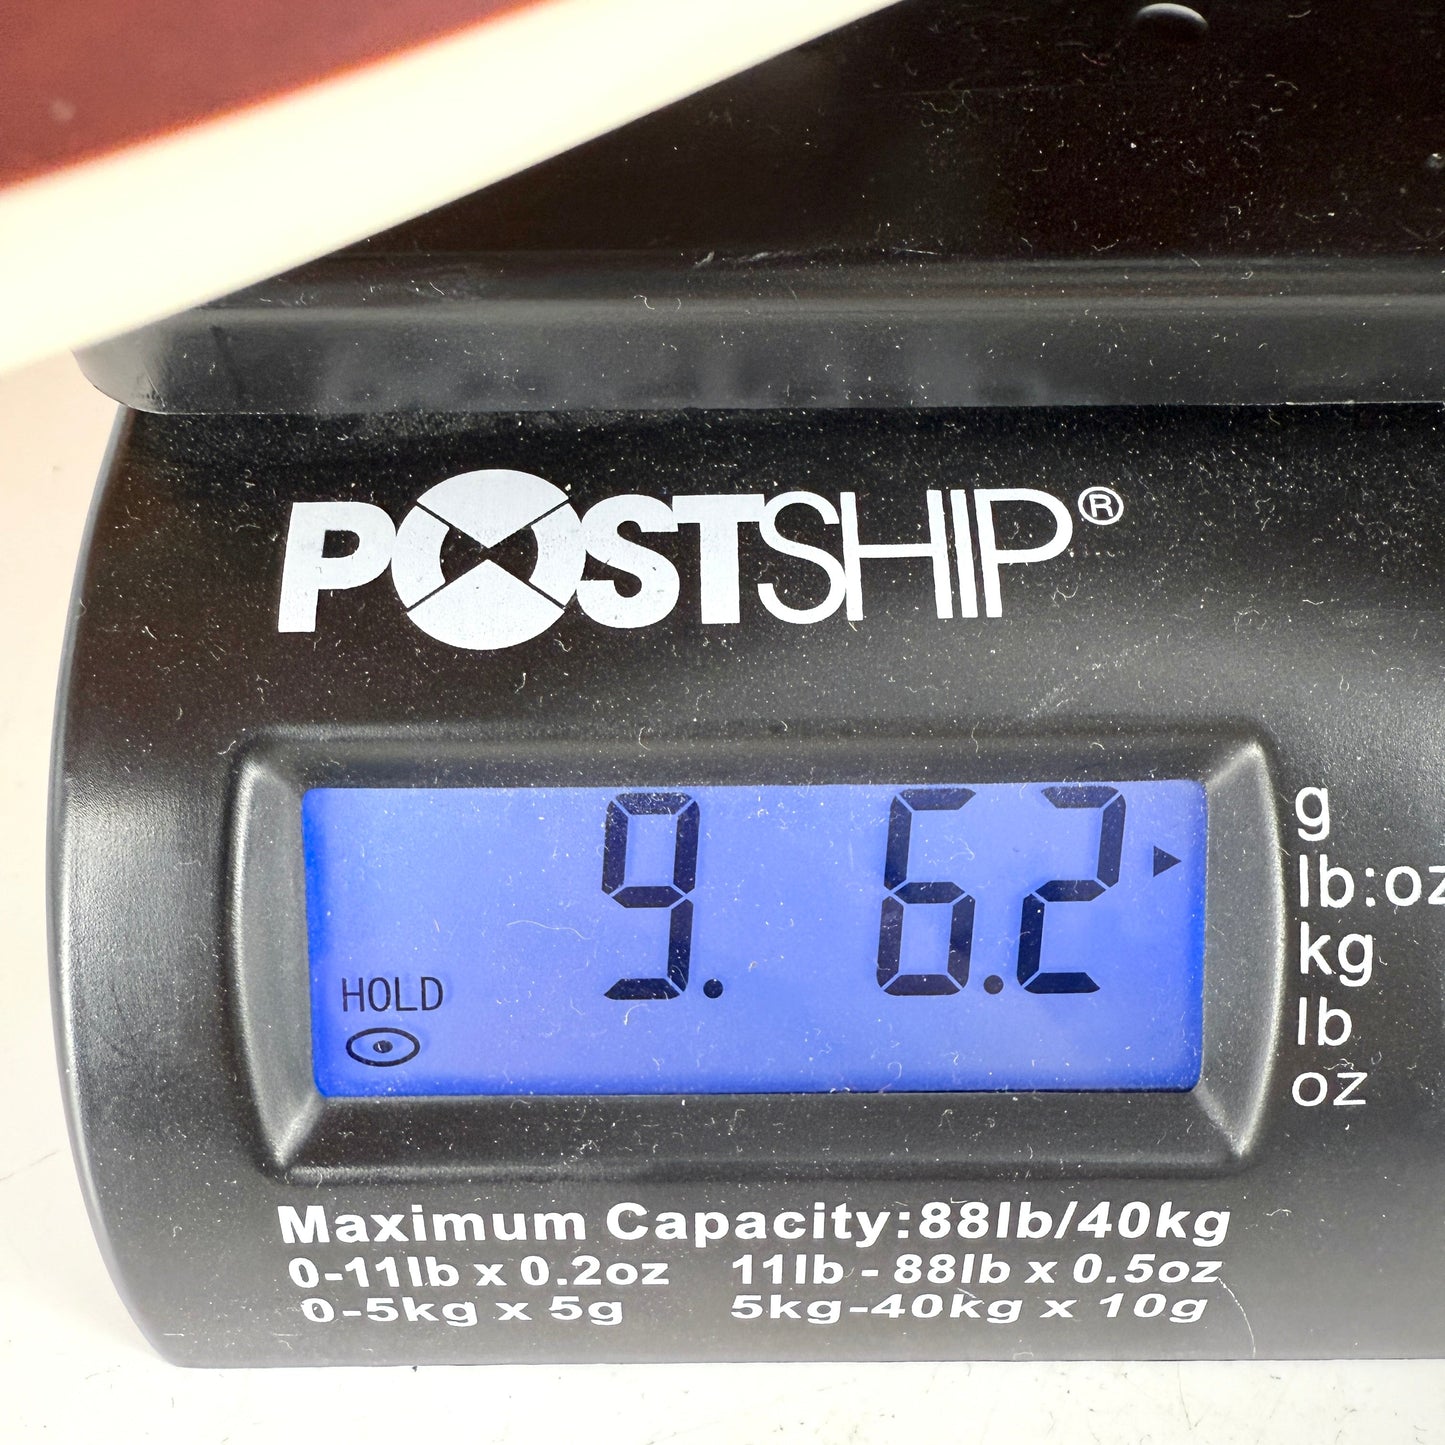 POSTSHIP®
9. 6.2
g
lb:oz
kg
HOLD
lb
oz
Maximum Capacity:88lb/40kg
0-11lb x 0.2oz 11lb - 88lb x 0.5oz
0-5kg x 5g 5kg-40kg x 10g